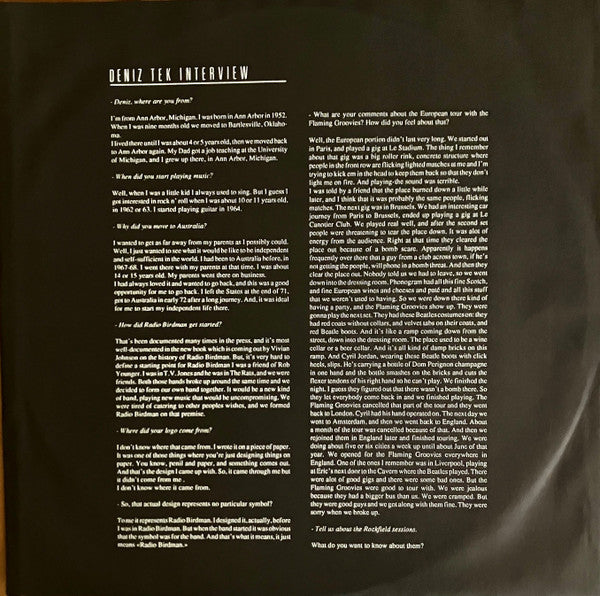 DENIZ TEK INTERVIEW
- Deniz, where are you from?
I'm from Ann Arbor, Michigan. I was born in Ann Arbor in 1952.
When I was nine months old we moved to Bartlesville, Oklaho-
ma.
I lived there until I was about 4 or 5 years old, then we moved back
to Ann Arbor again. My Dad got a job teaching at the University
of Michigan, and I grew up there, in Ann Arbor, Michigan.
- When did you start playing music?
Well, when I was a little kid I always used to sing. But I guess I
got interested in rock n' roll when I was about 10 or 11 years old,
in 1962 or 63. I started playing guitar in 1964.
- Why did you move to Australia?
I wanted to get as far away from my parents as I possibly could.
Well, I just wanted to see what it would be like to be independent
and self-sufficient in the world. I had been to Australia before, in
1967-68. I went there with my parents at that time. I was about
14 or 15 years old. My parents went there on business.
I had always loved it and wanted to go back, and this was a good
opportunity for me to go back. I left the States at the end of 71,
got to Australia in early 72 after a long journey. And, it was ideal
for me to start my independent life there.
- How did Radio Birdman get started?
That's been documented many times in the press, and it's most
well-documented in the new book which is coming out by Vivian
Johnson on the history of Radio Birdman. But, it's very hard to
define a starting point for Radio Birdman I was a friend of Rob
Younger. I was in T.V. Jones and he was in The Rats, and we were
friends. Both those bands broke up around the same time and we
decided to form our own band together. It would be a new kind
of band, playing new music that would be uncompromising. We
were tired of catering to other peoples wishes, and we formed
Radio Birdman on that premise.
- Where did your logo come from?
I don't know where that came from. I wrote it on a piece of paper.
It was one of those things where you're just designing things on
paper. You know, penil and paper, and something comes out.
And that's the design I came up with. So, it came through me but
it didn't come from me ,
I don't know where it came from.
- So, that actual design represents no particular symbol?
To me it represents Radio Birdman. I designed it, actually, before
I was in Radio Birdman. But when the band started it was obvious
that the symbol was for the band. And that's what it means, it just
means «Radio Birdman.»
- What are your comments about the European tour with the
Flaming Groovies? How did you feel about that?
Well, the European portion didn't last very long. We started out
in Paris, and played a gig at Le Stadium. The thing I remember
about that gig was a big roller rink, concrete structure where
people in the front row are flicking lighted matches at me and I'm
trying to kick em in the head to keep them back so that they don't
light me on fire. And playing-the sound was terrible.
I was told by a friend that the place burned down a little while
later, and I think that it was probably the same people, flicking
matches. The next gig was in Brussels. We had an interesting car
journey from Paris to Brussels, ended up playing a gig at Le
Canotier Club. We played real well, and after the second set
people were threatening to tear the place down. It was alot of
energy from the audience. Right at that time they cleared the
place out because of a bomb scare. Apparently it happens
frequently over there that y guy from a club across town, if he's
not getting the people, will phone in a bomb threat. And then they
clear the place out. Nobody told us we had to leave, so we went
down into the dressing room. Phonogram had all this fine Scotch,
and fine European wines and cheeses and paté and all this stuff
that we weren't used to having. So we were down there kind of
having a party, and the Flaming Groovies show up. They were
gonna play the next set. They had these Beatles costumes on: they
had red coats without collars, and velvet tabs on their coats, and
red Beatle boots. And it's like a ramp coming down from the
street, down into the dressing room. The place used to be a wine
cellar or a beer cellar. And it's all kind of damp bricks on this
ramp. And Cyril Jordan, wearing these Beatle boots with click
heels, slips. He's carrying a bottle of Dom Perignon champagne
in one hand and the bottle smashes on the bricks and cuts the
flexor tendons of his right hand so he can't play. We finished the
night. I guess they figured out that there wasn't a bomb there. So
they let everybody come back in and we finished playing. The
Flaming Groovies cancelled that part of the tour and they went
back to London. Cyril had his hand operated on. The next day we
went to Amsterdam, and then we went back to England. About
a month of the tour was cancelled because of that. And then we
rejoined them in England later and finished touring. We were
doing about five or six cities a week up until about June of that
year. We opened for the Flaming Groovies everywhere in
England. One of the ones I remember was in Liverpool, playing
at Eric's next door to the Cavern where the Beatles played. There
were alot of good gigs and there were some bad ones. But the
Flaming Groovies were good to tour with. We were jealous
because they had a bigger bus than us. We were cramped. But
they were good guys and we got along with them fine. They were
sorry when we broke up.
- Tell us about the Rockfield sessions.
What do you want to know about them?